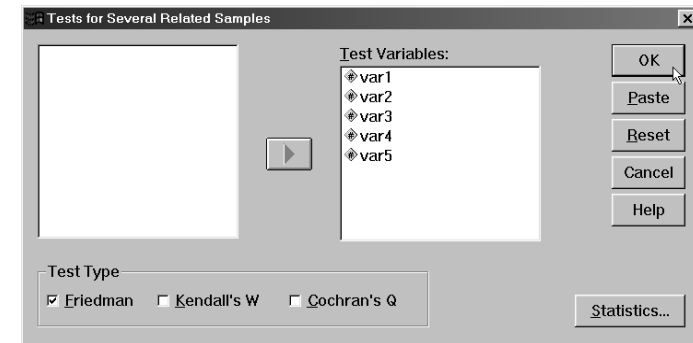 Tests for Several Related Samples
Test Variables:
var1
var2
var3
var4
var5
OK
Paste
Reset
Cancel
Help
Test Type
Friedman
Kendall's W
Cochran's Q
Statistics...